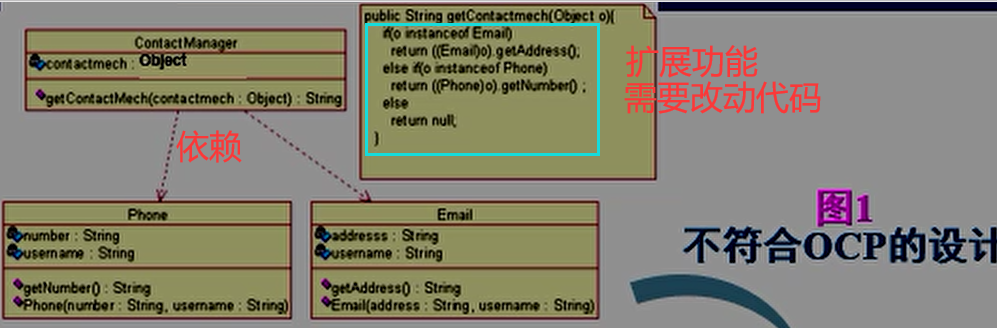 ContactManager
contactmech : Object
getContactMech(contactmech : Object) : String
public String getContactmech(Object o){
if(o instanceof Email)
return ((Email)o).getAddress();
else if(o instanceof Phone)
return ((Phone)o).getNumber() ;
else
return null;
}
扩展功能
需要改动代码
依赖
Phone
number : String
username : String
getNumber() : String
Phone(number : String, username : String)
Email
addresss : String
username : String
getAddress() : String
Email(address : String, username : String)
图1
不符合OCP的设计